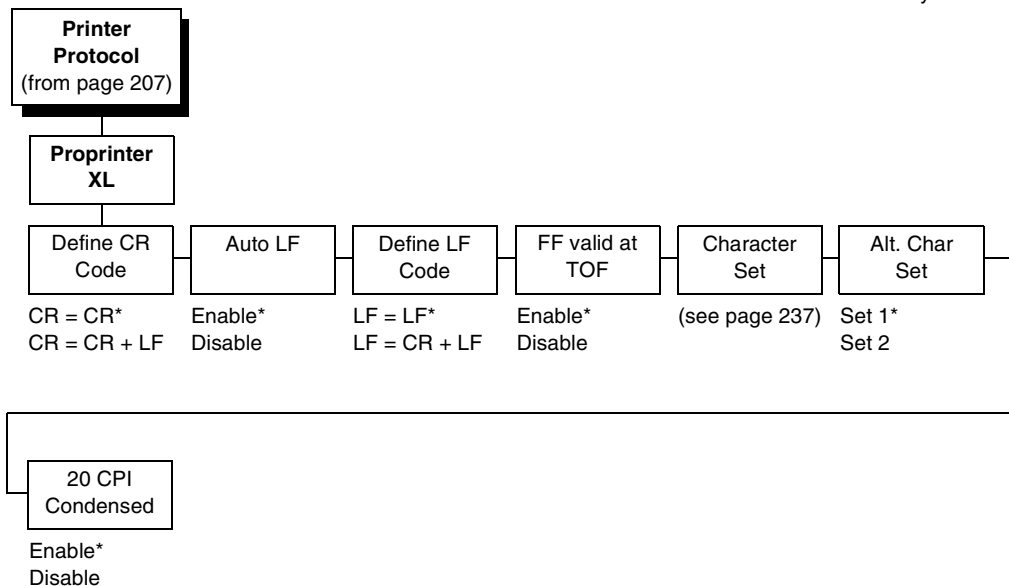 Printer
Protocol
(from page 207)
Proprinter
XL
Define CR
Code
CR = CR*
CR = CR + LF
Auto LF
Enable*
Disable
Define LF
Code
LF = LF*
LF = CR + LF
FF valid at
TOF
Enable*
Disable
Character
Set
(see page 237)
Alt. Char
Set
Set 1*
Set 2
20 CPI
Condensed
Enable*
Disable